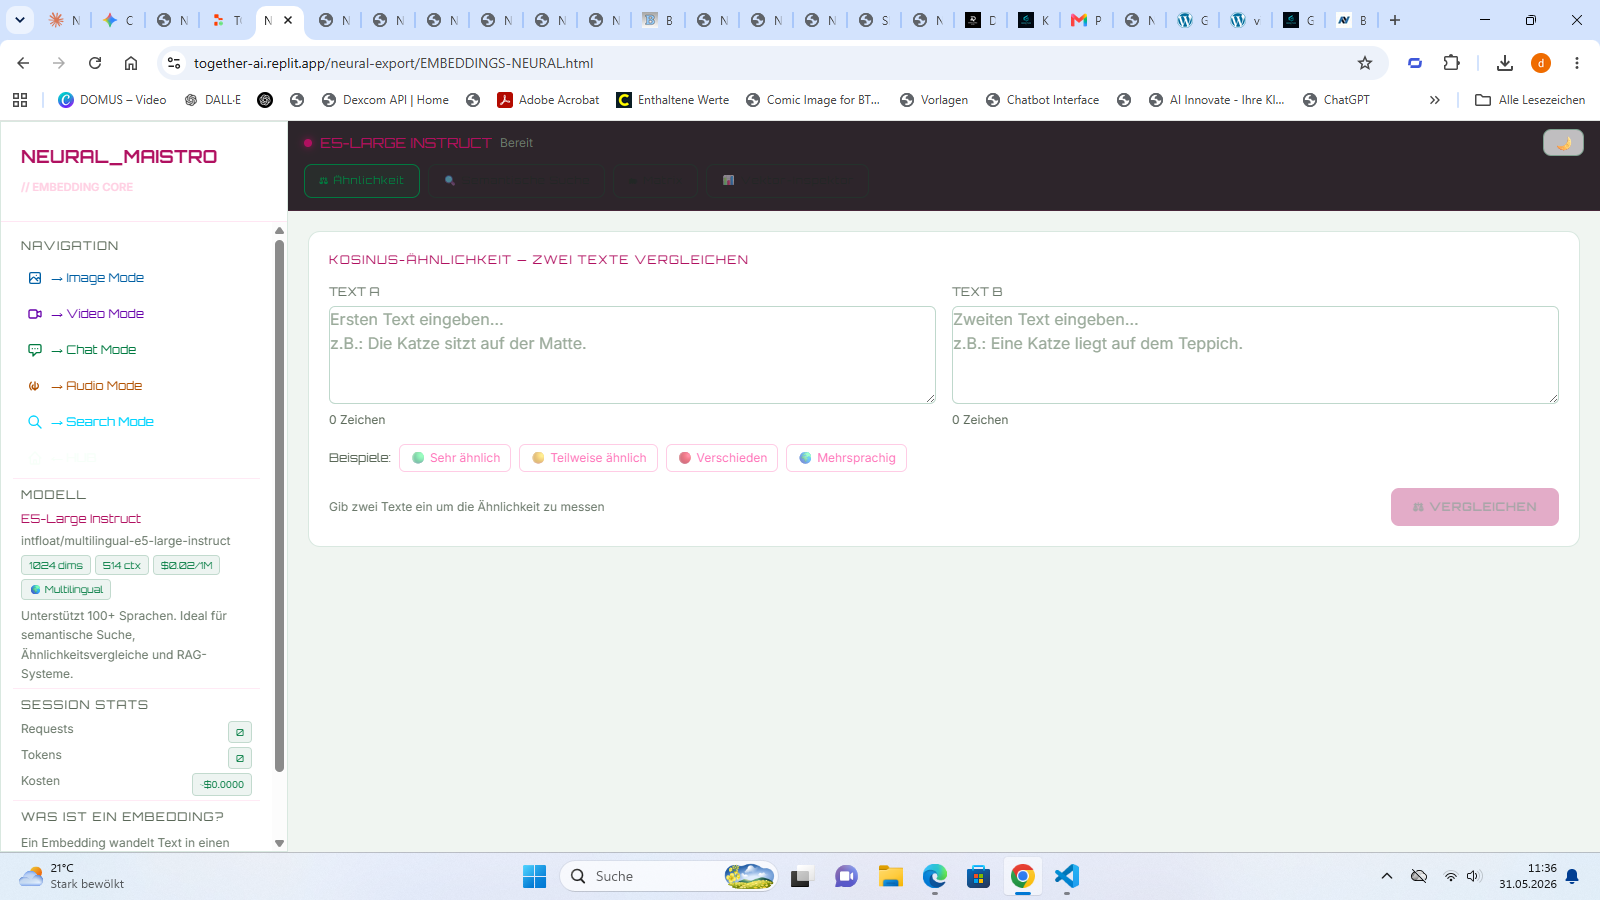 N
C
N
To
N
N
N
N
N
N
N
B
N
N
N
S
N
D
K
P
N
G
v
G
B
together-ai.replit.app/neural-export/EMBEDDINGS-NEURAL.html
d
DOMUS – Video
DALL·E
Dexcom API | Home
Adobe Acrobat
Enthaltene Werte
Comic Image for BT...
Vorlagen
Chatbot Interface
AI Innovate - Ihre KI...
ChatGPT
Alle Lesezeichen
NEURAL_MAISTRO
// EMBEDDING CORE
E5-LARGE INSTRUCT Bereit
Ähnlichkeit
NAVIGATION
→ Image Mode
→ Video Mode
→ Chat Mode
→ Audio Mode
→ Search Mode
MODELL
E5-Large Instruct
intfloat/multilingual-e5-large-instruct
1024 dims
514 ctx
$0.02/1M
Multilingual
Unterstützt 100+ Sprachen. Ideal für
semantische Suche,
Ähnlichkeitsvergleiche und RAG-
Systeme.
SESSION STATS
Requests 0
Tokens 0
Kosten ~$0.0000
WAS IST EIN EMBEDDING?
Ein Embedding wandelt Text in einen
KOSINUS-ÄHNLICHKEIT — ZWEI TEXTE VERGLEICHEN
TEXT A
Ersten Text eingeben...
z.B.: Die Katze sitzt auf der Matte.
0 Zeichen
TEXT B
Zweiten Text eingeben...
z.B.: Eine Katze liegt auf dem Teppich.
0 Zeichen
Beispiele: Sehr ähnlich Teilweise ähnlich Verschieden Mehrsprachig
Gib zwei Texte ein um die Ähnlichkeit zu messen
VERGLEICHEN
21°C
Stark bewölkt
Suche
11:36
31.05.2026